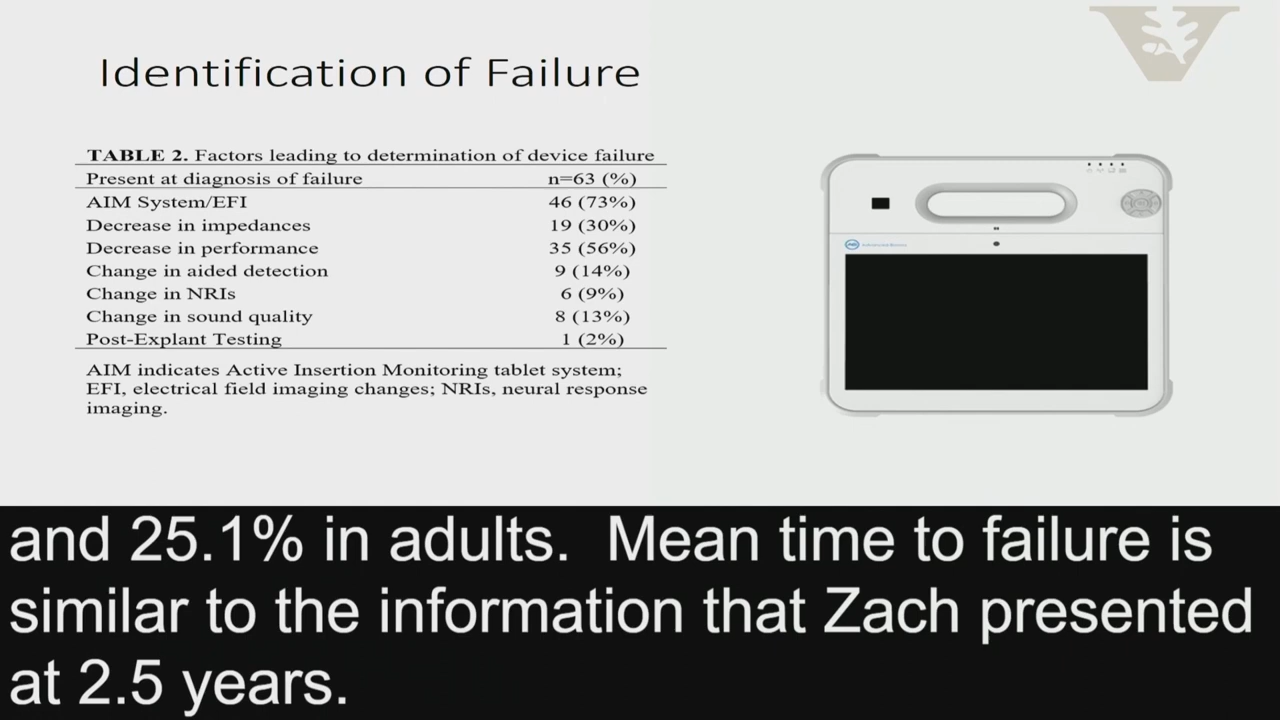 Identification of Failure
TABLE 2. Factors leading to determination of device failure
Present at diagnosis of failure n=63 (%)
AIM System/EFI 46 (73%)
Decrease in impedances 19 (30%)
Decrease in performance 35 (56%)
Change in aided detection 9 (14%)
Change in NRIs 6 (9%)
Change in sound quality 8 (13%)
Post-Explant Testing 1 (2%)
AIM indicates Active Insertion Monitoring tablet system;
EFI, electrical field imaging changes; NRIs, neural response
imaging.
and 25.1% in adults.  Mean time to failure is
similar to the information that Zach presented
at 2.5 years.